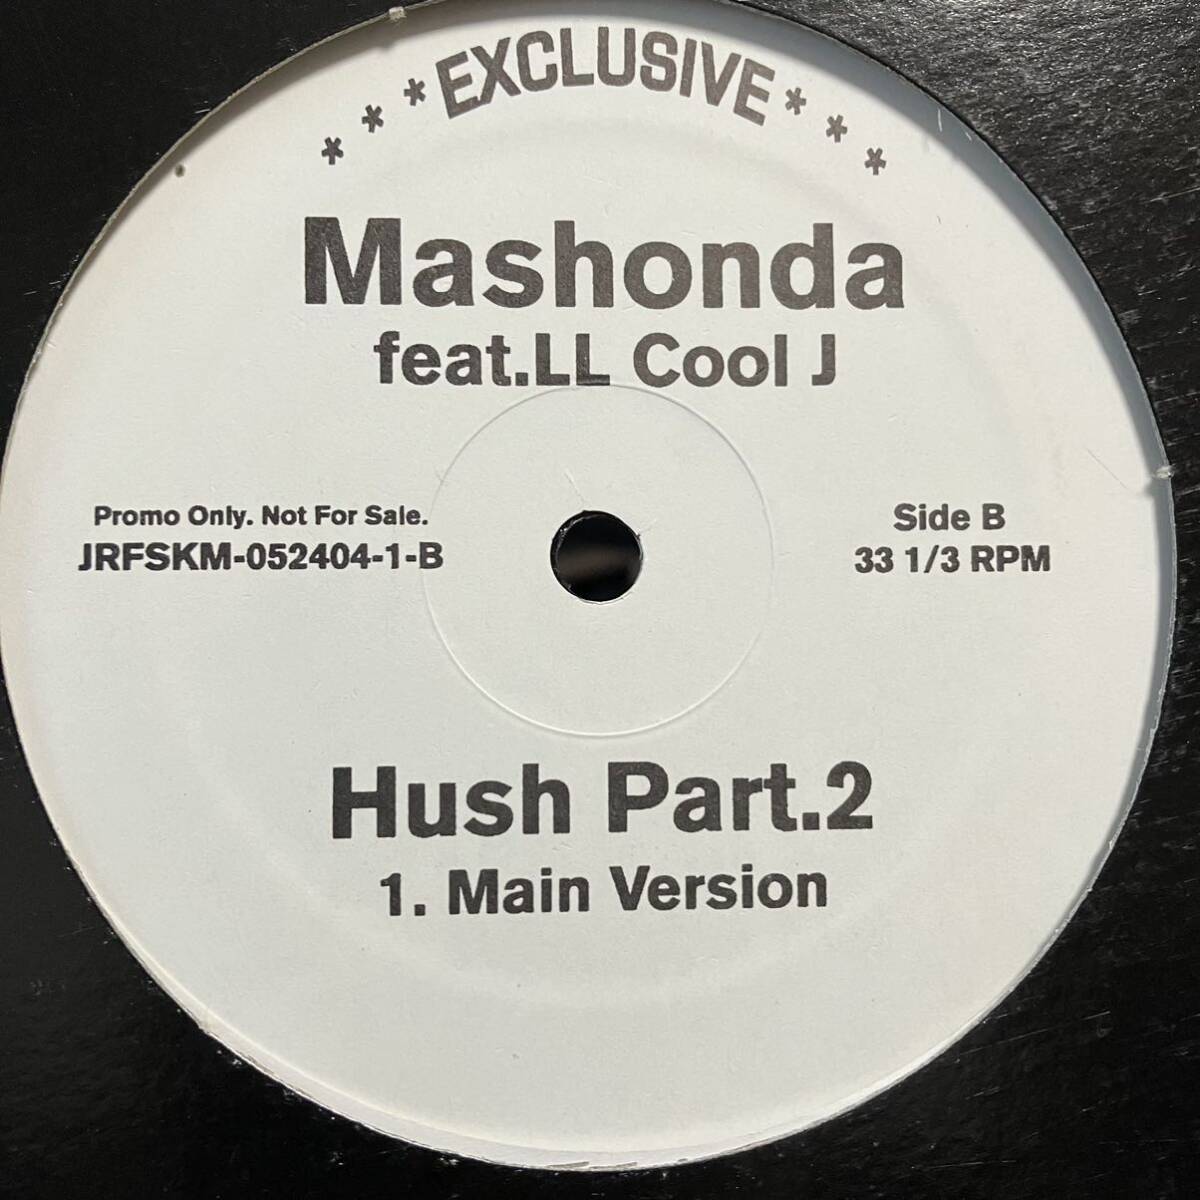 * * * EXCLUSIVE * * *
Mashonda
feat.LL Cool J
Promo Only. Not For Sale.
JRFSKM-052404-1-B
Side B
33 1/3 RPM
Hush Part.2
1. Main Version